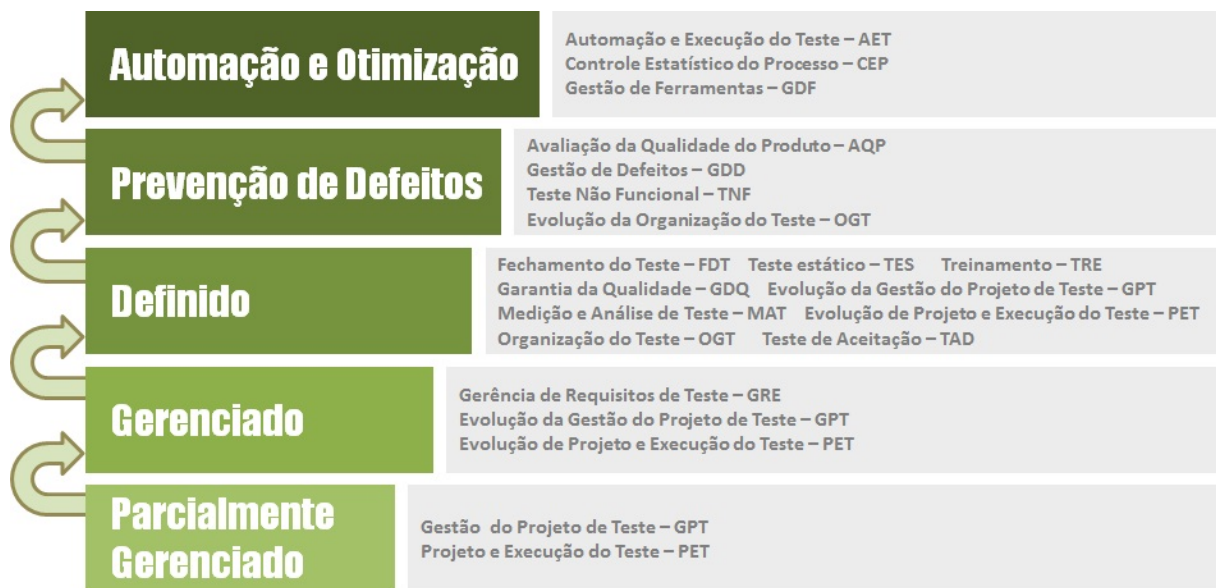 Automação e Otimização
Automação e Execução do Teste – AET
Controle Estatístico do Processo – CEP
Gestão de Ferramentas – GDF
Prevenção de Defeitos
Avaliação da Qualidade do Produto – AQP
Gestão de Defeitos – GDD
Teste Não Funcional – TNF
Evolução da Organização do Teste – OGT
Definido
Fechamento do Teste – FDT Teste estático – TES Treinamento – TRE
Garantia da Qualidade – GDQ Evolução da Gestão do Projeto de Teste – GPT
Medição e Análise de Teste – MAT Evolução de Projeto e Execução do Teste – PET
Organização do Teste – OGT Teste de Aceitação – TAD
Gerenciado
Gerência de Requisitos de Teste – GRE
Evolução da Gestão do Projeto de Teste – GPT
Evolução de Projeto e Execução do Teste – PET
Parcialmente
Gerenciado
Gestão do Projeto de Teste – GPT
Projeto e Execução do Teste – PET